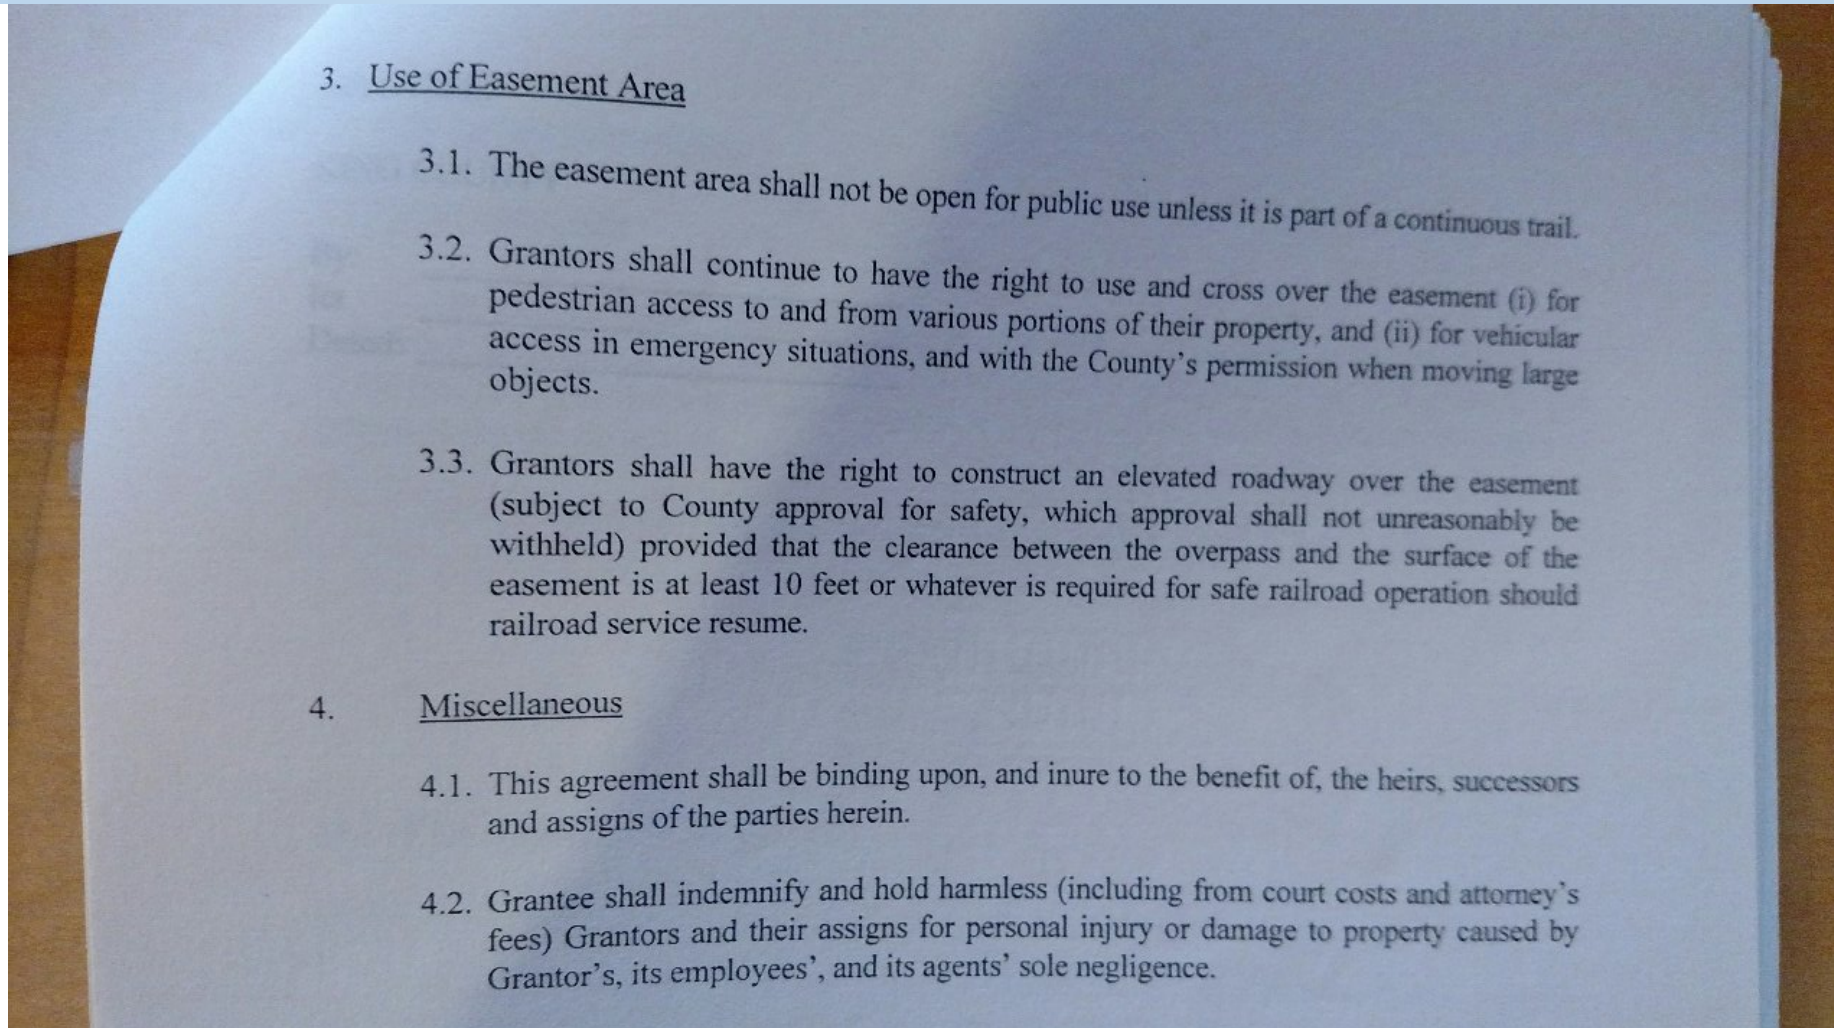 3. Use of Easement Area
3.1. The easement area shall not be open for public use unless it is part of a continuous trail.
3.2. Grantors shall continue to have the right to use and cross over the easement (i) for
pedestrian access to and from various portions of their property, and (ii) for vehicular
access in emergency situations, and with the County's permission when moving large
objects.
3.3. Grantors shall have the right to construct an elevated roadway over the easement
(subject to County approval for safety, which approval shall not unreasonably be
withheld) provided that the clearance between the overpass and the surface of the
easement is at least 10 feet or whatever is required for safe railroad operation should
railroad service resume.
4. Miscellaneous
4.1. This agreement shall be binding upon, and inure to the benefit of, the heirs, successors
and assigns of the parties herein.
4.2. Grantee shall indemnify and hold harmless (including from court costs and attorney's
fees) Grantors and their assigns for personal injury or damage to property caused by
Grantor's, its employees', and its agents' sole negligence.